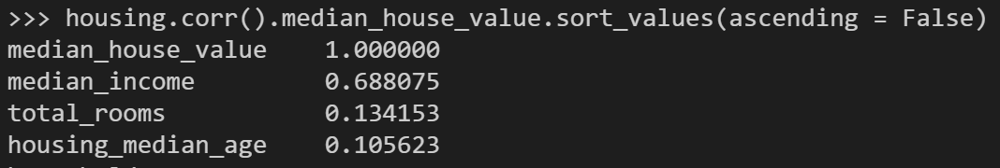 >>> housing.corr().median_house_value.sort_values(ascending = False)
median_house_value    1.000000
median_income         0.688075
total_rooms           0.134153
housing_median_age    0.105623